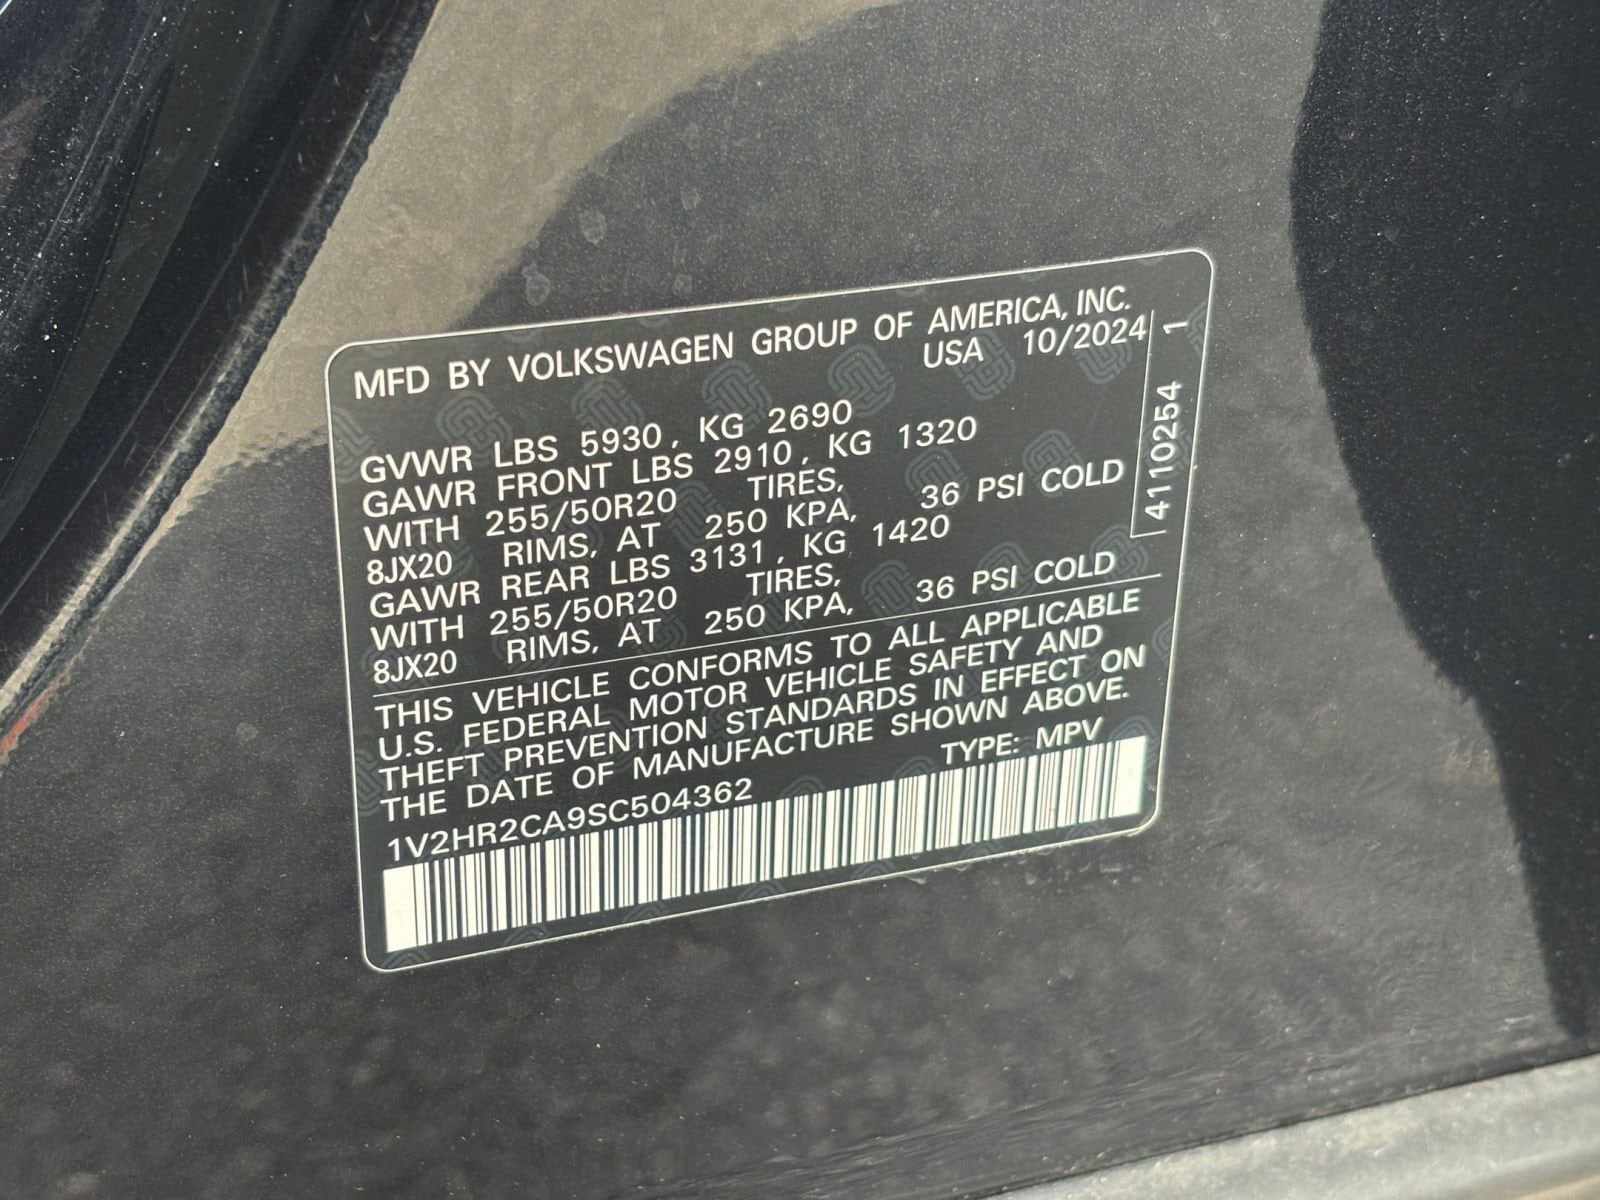 MFD BY VOLKSWAGEN GROUP OF AMERICA, INC.
USA 10/2024
GVWR LBS 5930, KG 2690
GAWR FRONT LBS 2910, KG 1320
WITH 255/50R20 TIRES,
8JX20 RIMS, AT 250 KPA, 36 PSI COLD
GAWR REAR LBS 3131, KG 1420
WITH 255/50R20 TIRES,
8JX20 RIMS, AT 250 KPA, 36 PSI COLD
THIS VEHICLE CONFORMS TO ALL APPLICABLE
U.S. FEDERAL MOTOR VEHICLE SAFETY AND
THEFT PREVENTION STANDARDS IN EFFECT ON
THE DATE OF MANUFACTURE SHOWN ABOVE.
1V2HR2CA9SC504362 TYPE: MPV
4110254 1